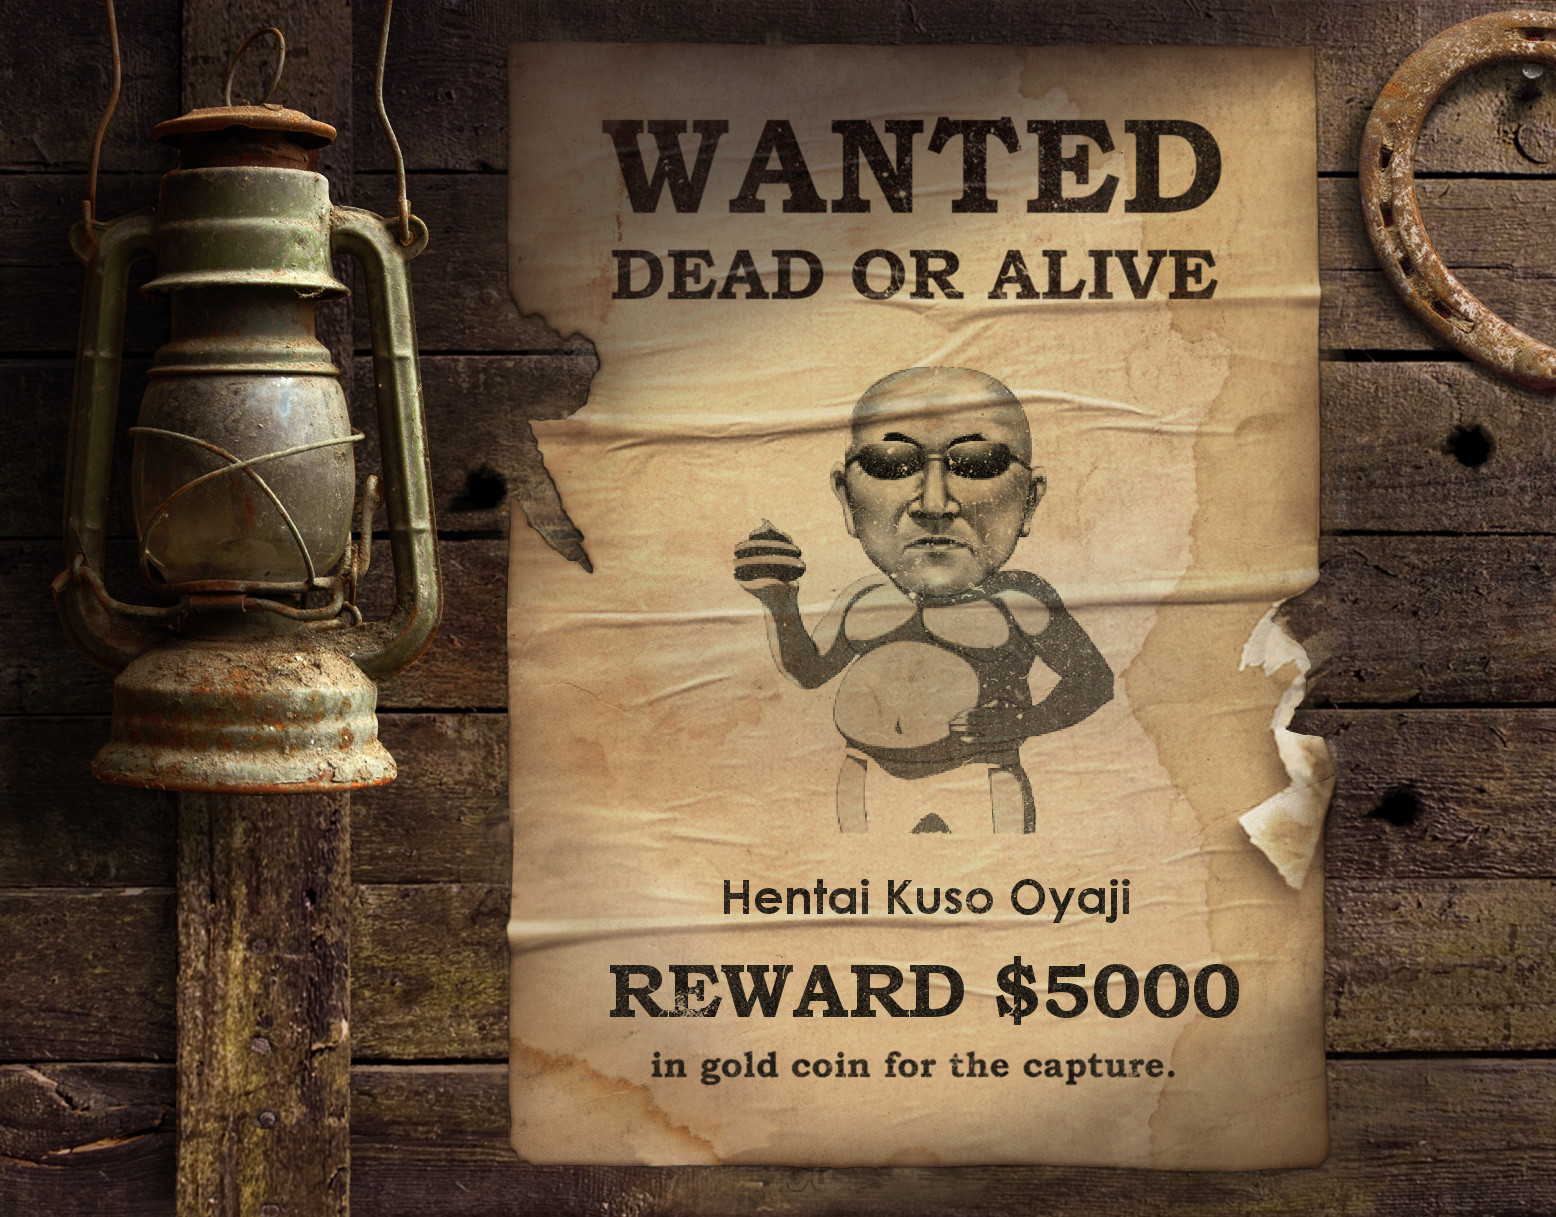 WANTED
DEAD OR ALIVE
Hentai Kuso Oyaji
REWARD $5000
in gold coin for the capture.